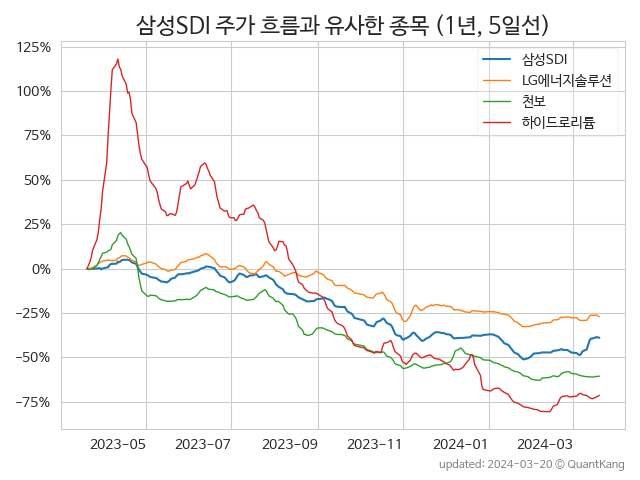 삼성SDI 주가 흐름과 유사한 종목 (1년, 5일선)
125%
100%
75%
50%
25%
0%
−25%
−50%
−75%
삼성SDI
LG에너지솔루션
천보
하이드로리튬
2023-05 2023-07 2023-09 2023-11 2024-01 2024-03
updated: 2024-03-20 © QuantKang